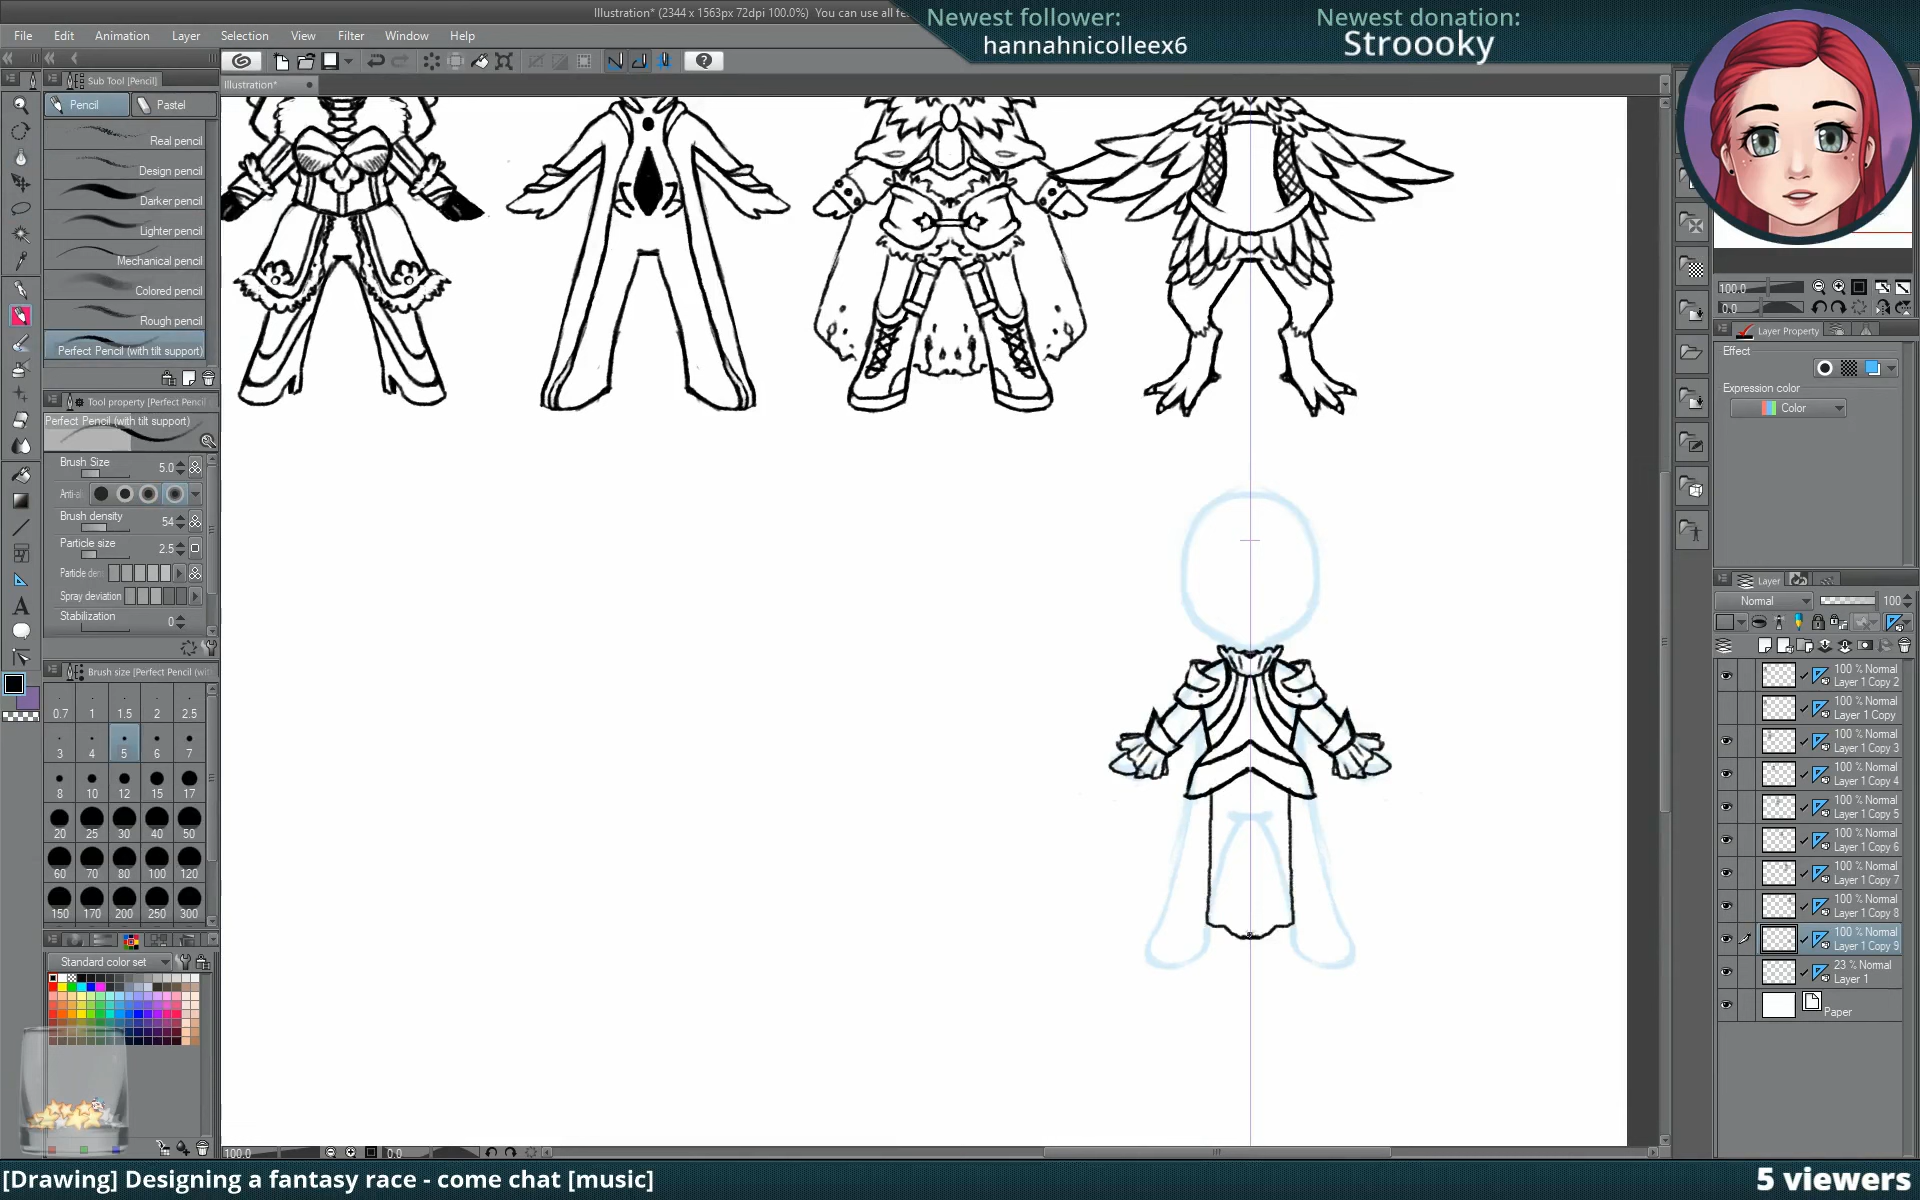 Illustration* (2344 x 1563px 72dpi 100.0%) You can use all fe
Newest follower:
hannahnicolleex6
Newest donation:
Stroooky
File Edit Animation Layer Selection View Filter Window Help
Sub Tool [Pencil]
Illustration*
Pencil
Pastel
Real pencil
Design pencil
Darker pencil
Lighter pencil
Mechanical pencil
Colored pencil
Rough pencil
Perfect Pencil (with tilt support)
Tool property [Perfect Pencil
Perfect Pencil (with tilt support)
Brush Size 5.0
Anti-al
Brush density 54
Particle size 2.5
Particle den
Spray deviation
Stabilization 0
Brush size [Perfect Pencil (wit
0.7 1 1.5 2 2.5
3 4 5 6 7
8 10 12 15 17
20 25 30 40 50
60 70 80 100 120
150 170 200 250 300
Standard color set
100.0
0.0
Layer Property
Effect
Expression color
Color
Layer
Normal 100
100 % Normal
Layer 1 Copy 2
100 % Normal
Layer 1 Copy
100 % Normal
Layer 1 Copy 3
100 % Normal
Layer 1 Copy 4
100 % Normal
Layer 1 Copy 5
100 % Normal
Layer 1 Copy 6
100 % Normal
Layer 1 Copy 7
100 % Normal
Layer 1 Copy 8
100 % Normal
Layer 1 Copy 9
23 % Normal
Layer 1
Paper
100.0 0.0
[Drawing] Designing a fantasy race - come chat [music]
5 viewers